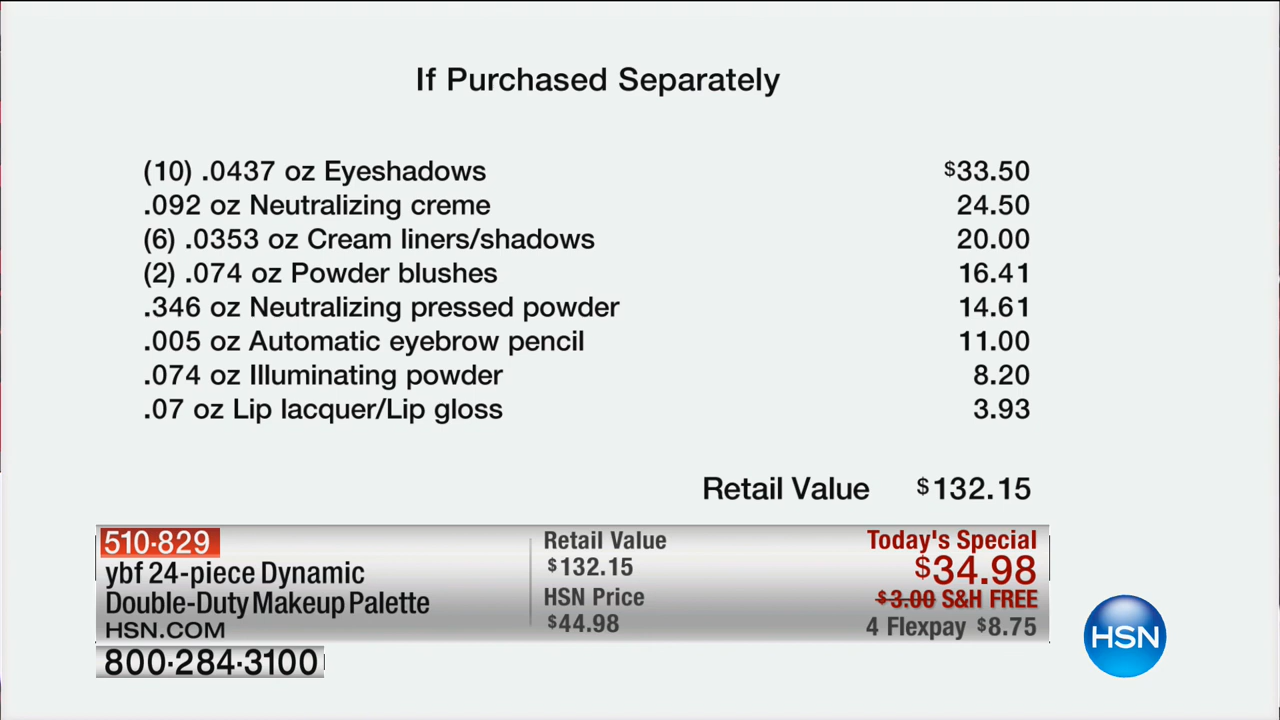 If Purchased Separately
(10) .0437 oz Eyeshadows $33.50
.092 oz Neutralizing creme 24.50
(6) .0353 oz Cream liners/shadows 20.00
(2) .074 oz Powder blushes 16.41
.346 oz Neutralizing pressed powder 14.61
.005 oz Automatic eyebrow pencil 11.00
.074 oz Illuminating powder 8.20
.07 oz Lip lacquer/Lip gloss 3.93
Retail Value $132.15
510·829
ybf 24-piece Dynamic
Double-Duty Makeup Palette
HSN.COM
800·284·3100
Retail Value
$132.15
HSN Price
$44.98
Today's Special
$34.98
$3.00 S&H FREE
4 Flexpay $8.75
HSN